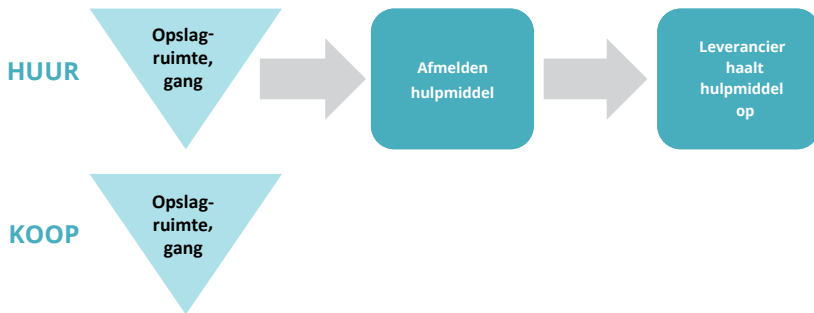 HUUR
Opslag-
ruimte,
gang
Afmelden
hulpmiddel
Leverancier
haalt
hulpmiddel
op
KOOP
Opslag-
ruimte,
gang